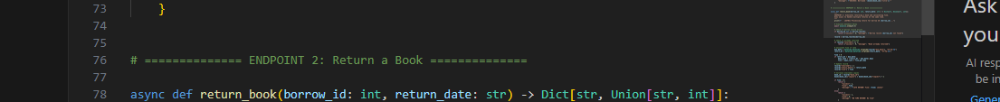 73 }
74
75
76 # ============== ENDPOINT 2: Return a Book ==============
77
78 async def return_book(borrow_id: int, return_date: str) -> Dict[str, Union[str, int]]:
Ask
you
AI resp
be in
Gener